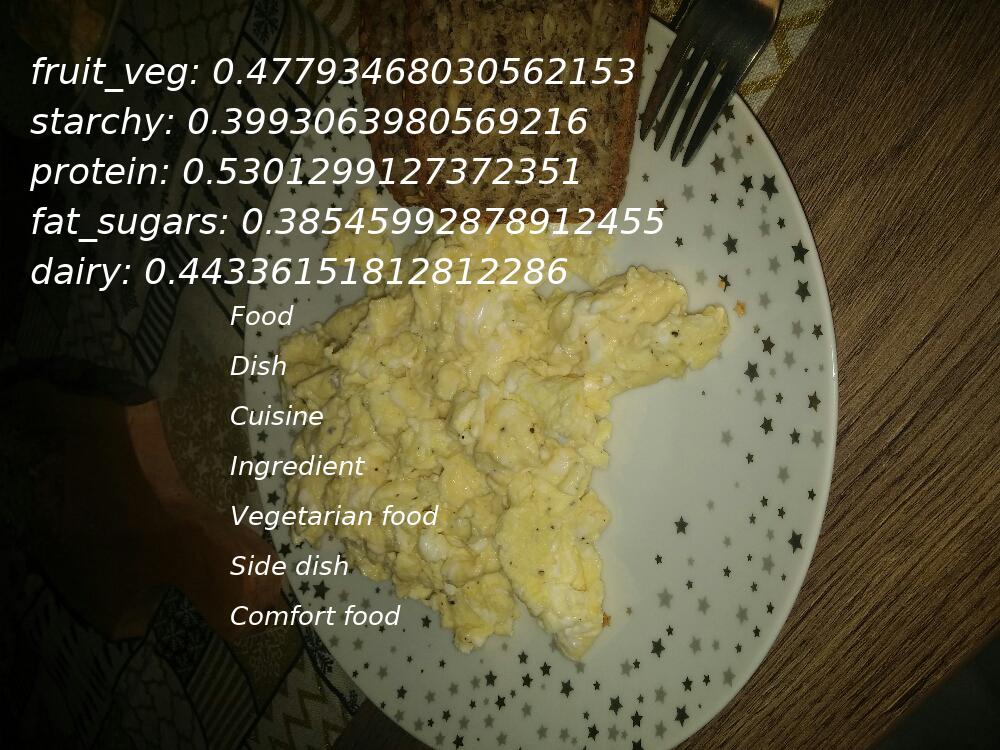 fruit_veg: 0.47793468030562153
starchy: 0.3993063980569216
protein: 0.5301299127372351
fat_sugars: 0.38545992878912455
dairy: 0.44336151812812286
Food
Dish
Cuisine
Ingredient
Vegetarian food
Side dish
Comfort food